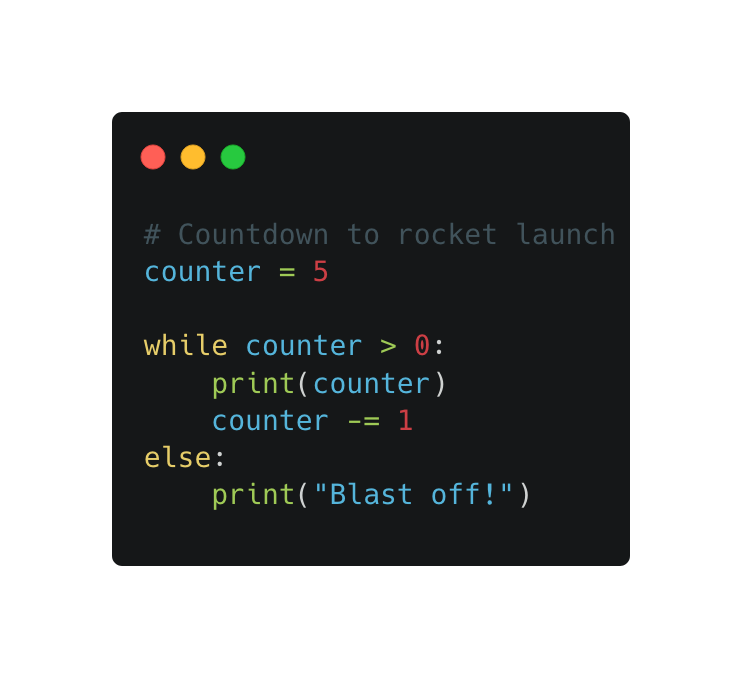 # Countdown to rocket launch
counter = 5

while counter > 0:
    print(counter)
    counter -= 1
else:
    print("Blast off!")